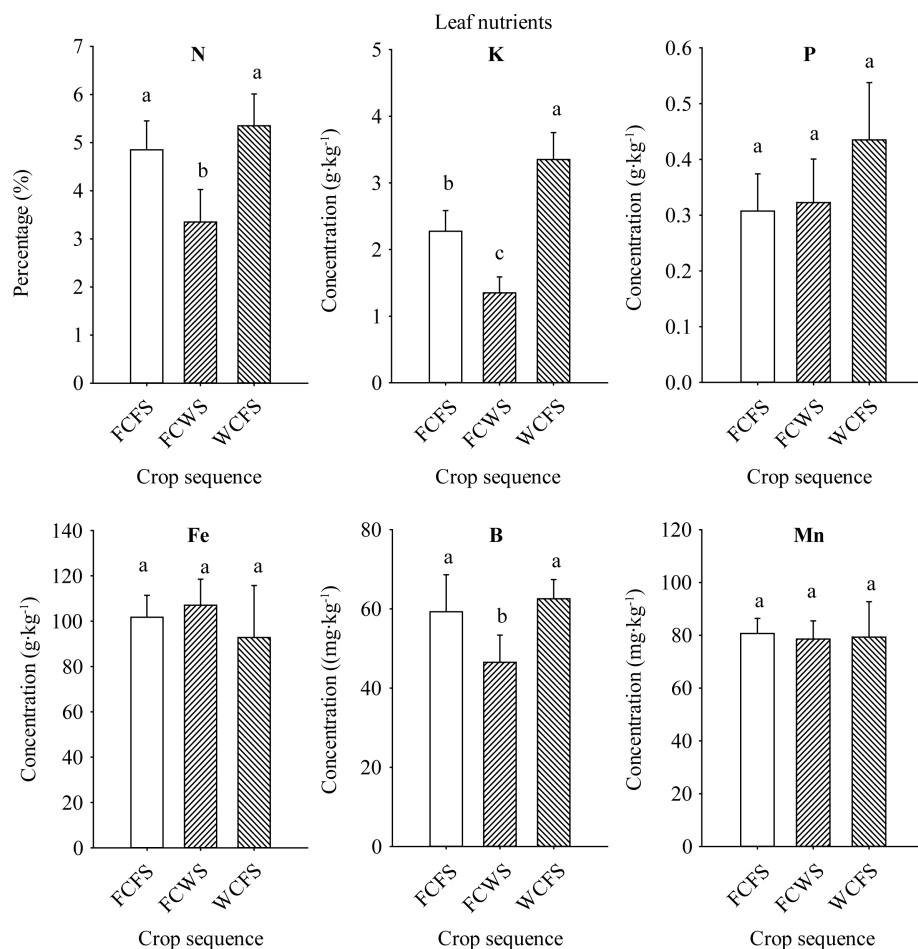 Leaf nutrients
N
7
6
5
4
3
2
1
0
Percentage (%)
a
b
a
FCFS
FCWS
WCFS
Crop sequence
K
5
4
3
2
1
0
Concentration (g·kg⁻¹)
b
c
a
FCFS
FCWS
WCFS
Crop sequence
P
0.6
0.5
0.4
0.3
0.2
0.1
0.0
Concentration (g·kg⁻¹)
a
a
a
FCFS
FCWS
WCFS
Crop sequence
Fe
140
120
100
80
60
40
20
0
Concentration (g·kg⁻¹)
a
a
a
FCFS
FCWS
WCFS
Crop sequence
B
80
60
40
20
0
Concentration ((mg·kg⁻¹)
a
b
a
FCFS
FCWS
WCFS
Crop sequence
Mn
120
100
80
60
40
20
0
Concentration (mg·kg⁻¹)
a
a
a
FCFS
FCWS
WCFS
Crop sequence